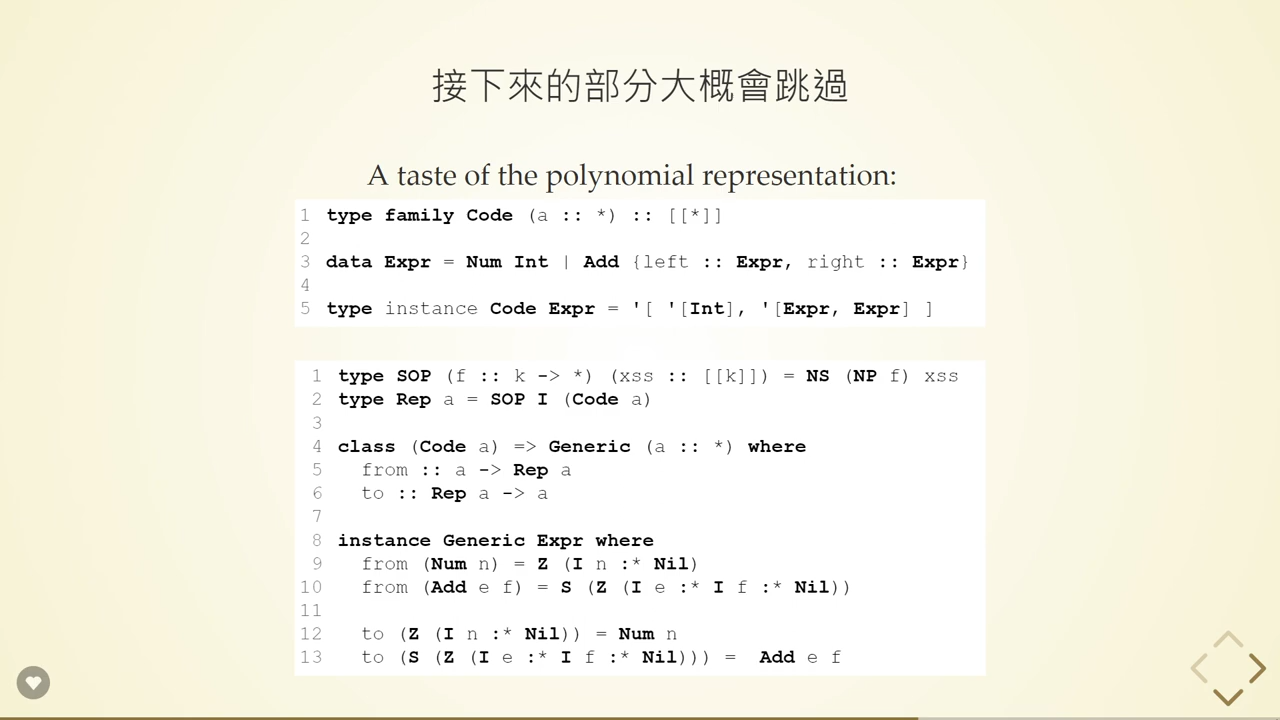 接下來的部分大概會跳過
A taste of the polynomial representation:
1 type family Code (a :: *) :: [[*]]
2
3 data Expr = Num Int | Add {left :: Expr, right :: Expr}
4
5 type instance Code Expr = '[ '[Int], '[Expr, Expr] ]
1 type SOP (f :: k -> *) (xss :: [[k]]) = NS (NP f) xss
2 type Rep a = SOP I (Code a)
3
4 class (Code a) => Generic (a :: *) where
5   from :: a -> Rep a
6   to :: Rep a -> a
7
8 instance Generic Expr where
9   from (Num n) = Z (I n :* Nil)
10   from (Add e f) = S (Z (I e :* I f :* Nil))
11
12   to (Z (I n :* Nil)) = Num n
13   to (S (Z (I e :* I f :* Nil))) =  Add e f